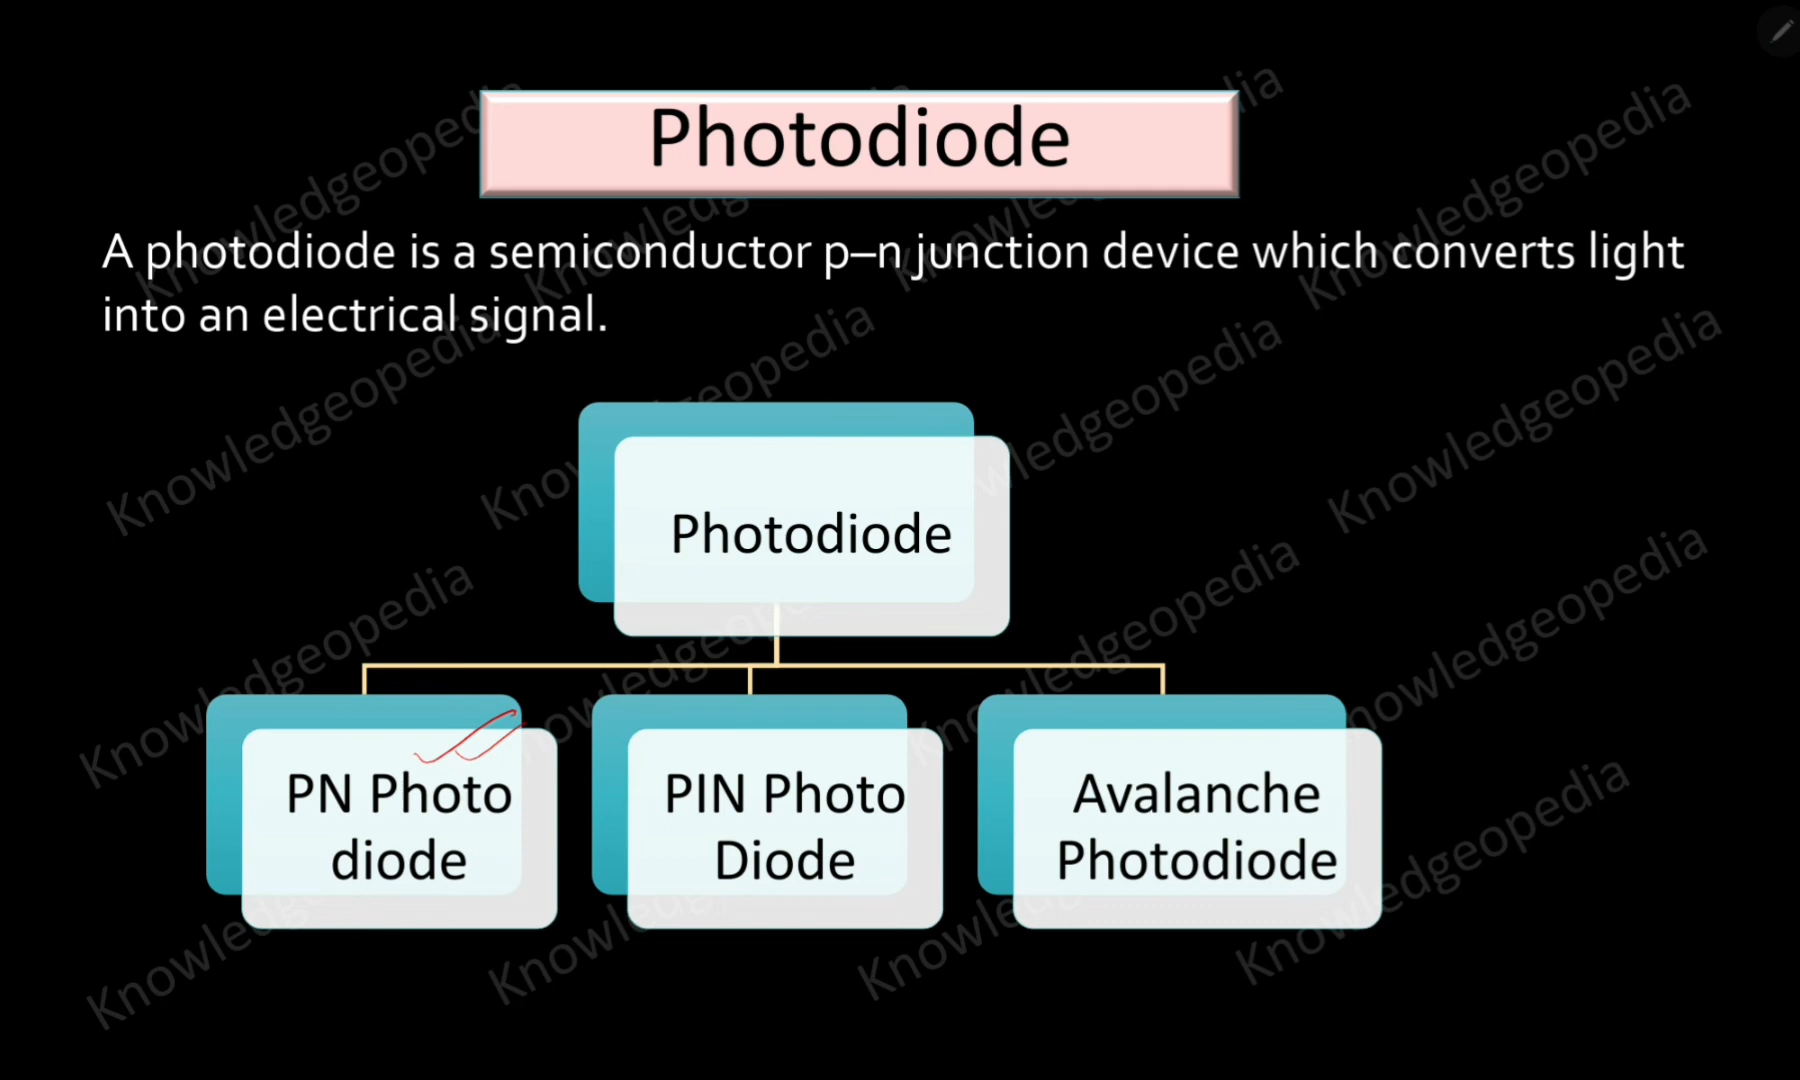 Photodiode
A photodiode is a semiconductor p–n junction device which converts light
into an electrical signal.
Photodiode
PN Photo
diode
PIN Photo
Diode
Avalanche
Photodiode
Knowledgeopedia